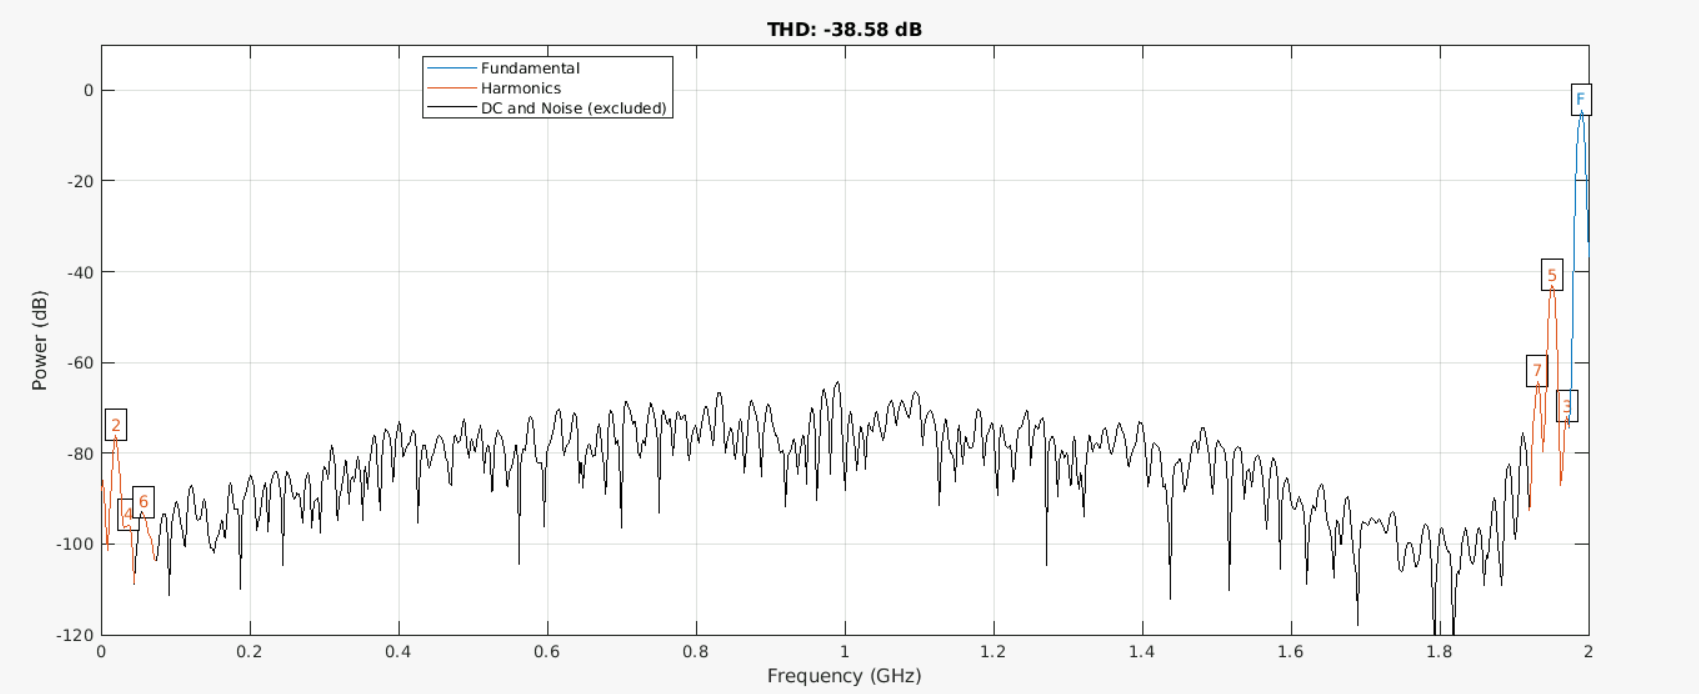 THD: -38.58 dB
Fundamental
Harmonics
DC and Noise (excluded)
F
5
7
3
2
4
6
0
-20
-40
-60
-80
-100
-120
Power (dB)
0 0.2 0.4 0.6 0.8 1 1.2 1.4 1.6 1.8 2
Frequency (GHz)